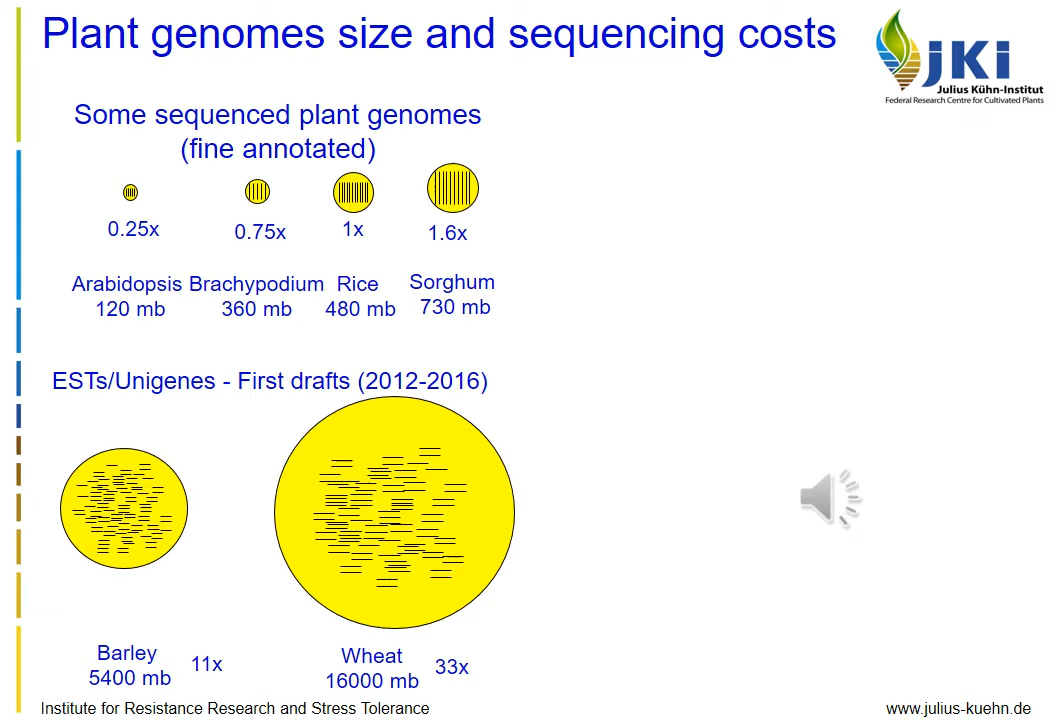 Plant genomes size and sequencing costs
JKi
Julius Kühn-Institut
Federal Research Centre for Cultivated Plants
Some sequenced plant genomes
(fine annotated)
0.25x 0.75x 1x 1.6x
Arabidopsis Brachypodium Rice Sorghum
120 mb 360 mb 480 mb 730 mb
ESTs/Unigenes - First drafts (2012-2016)
Barley 11x Wheat 33x
5400 mb 16000 mb
Institute for Resistance Research and Stress Tolerance www.julius-kuehn.de